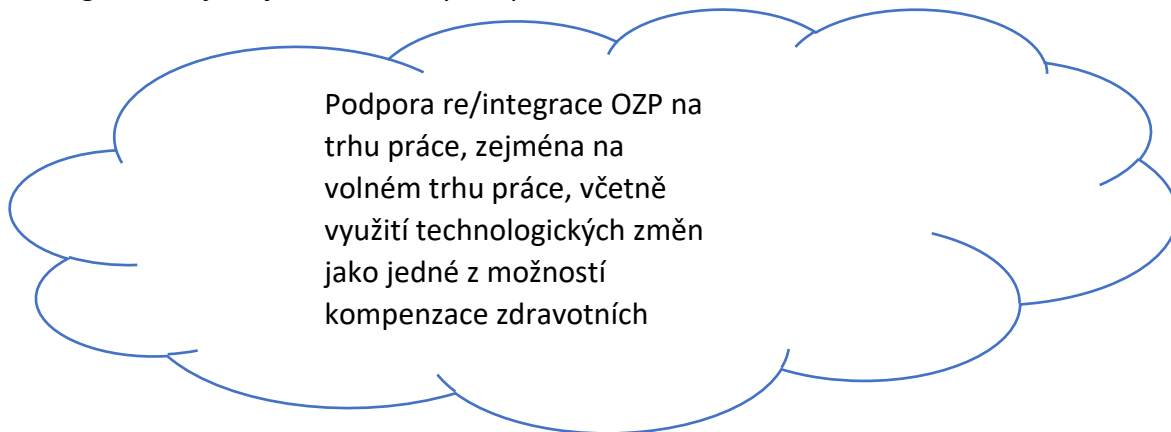 Podpora re/integrace OZP na
trhu práce, zejména na
volném trhu práce, včetně
využití technologických změn
jako jedné z možností
kompenzace zdravotních